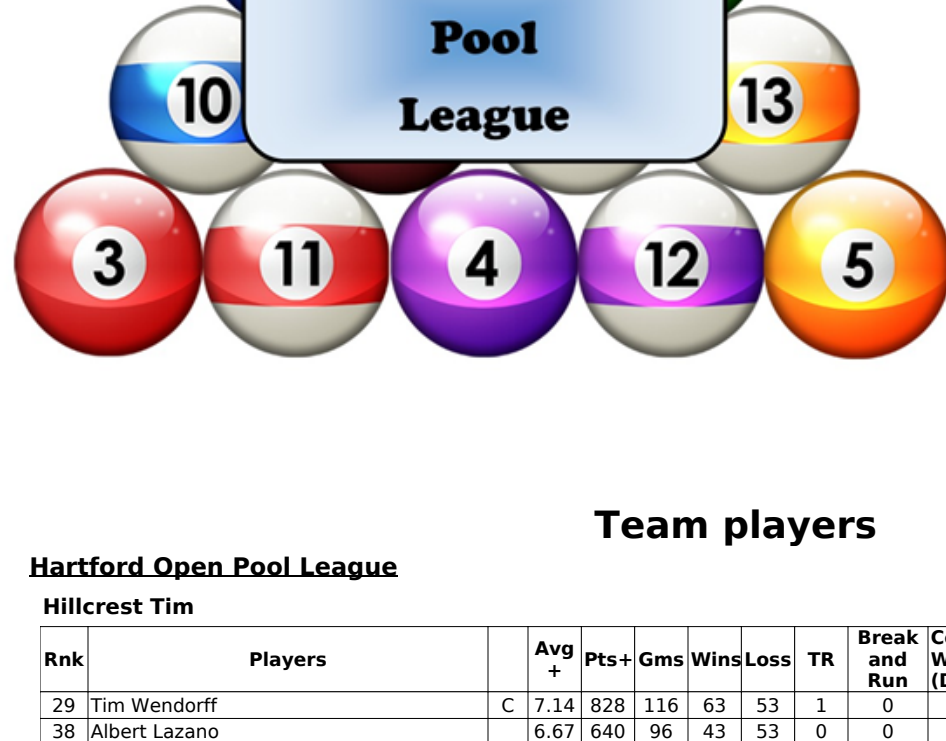 Pool
10
13
League
3 11 4 12 5
Team players
Hartford Open Pool League
Hillcrest Tim
Rnk Players Avg + Pts+ Gms Wins Loss TR Break and Run
29 Tim Wendorff C 7.14 828 116 63 53 1 0
38 Albert Lazano 6.67 640 96 43 53 0 0